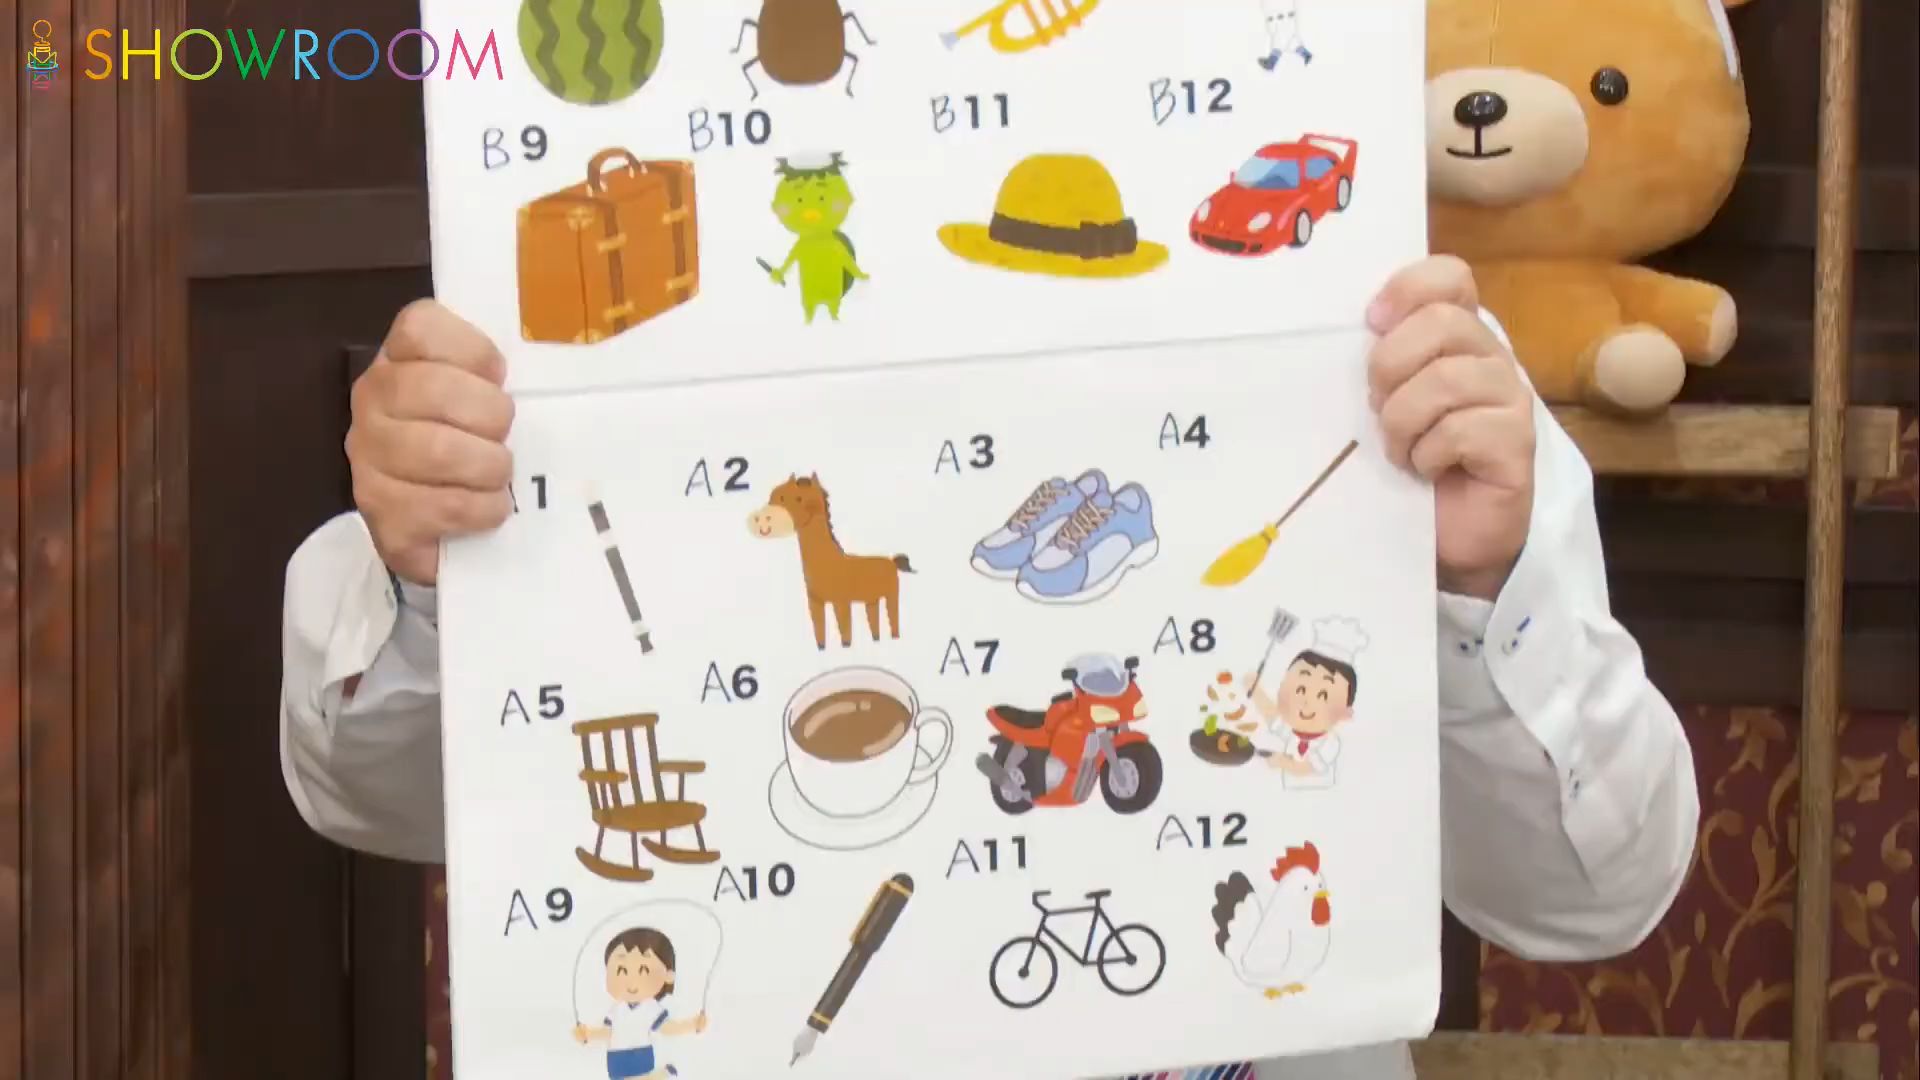 SHOWROOM
B9 B10 B11 B12
1 A2 A3 A4
A5 A6 A7 A8
A9 A10 A11 A12